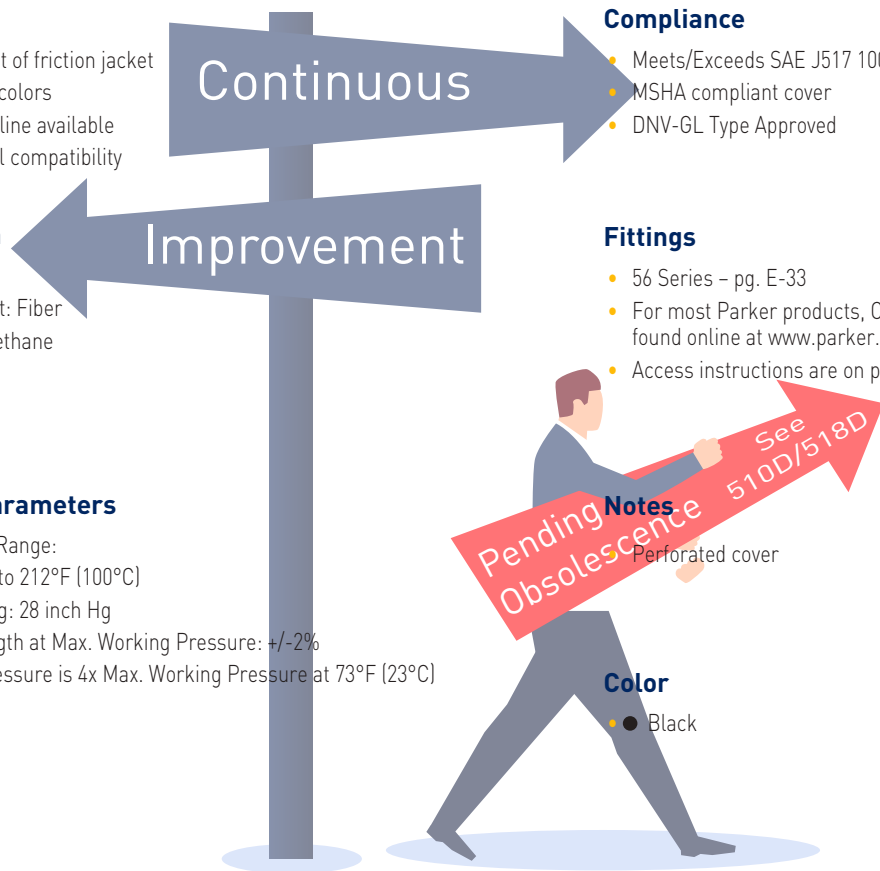 t of friction jacket
colors
line available
l compatibility
Continuous
Improvement
t: Fiber
ethane
arameters
Range:
to 212°F (100°C)
g: 28 inch Hg
gth at Max. Working Pressure: +/-2%
essure is 4x Max. Working Pressure at 73°F (23°C)
Compliance
Meets/Exceeds SAE J517 100
MSHA compliant cover
DNV-GL Type Approved
Fittings
56 Series – pg. E-33
For most Parker products, C
found online at www.parker.
Access instructions are on p
See
510D/518D
Pending
Obsolescence
Notes
Perforated cover
Color
Black